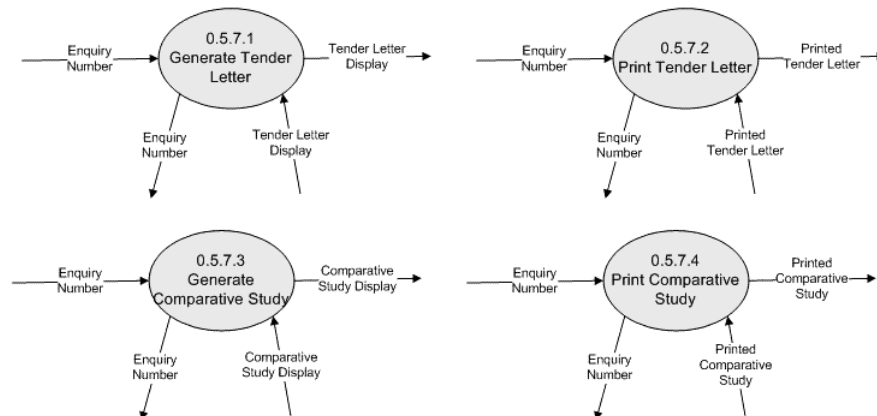 Enquiry
Number
0.5.7.1
Generate Tender
Letter
Tender Letter
Display
Enquiry
Number
Tender Letter
Display
Enquiry
Number
0.5.7.2
Print Tender Letter
Printed
Tender Letter
Enquiry
Number
Printed
Tender Letter
Enquiry
Number
0.5.7.3
Generate
Comparative Study
Comparative
Study Display
Enquiry
Number
Comparative
Study Display
Enquiry
Number
0.5.7.4
Print Comparative
Study
Printed
Comparative
Study
Enquiry
Number
Printed
Comparative
Study